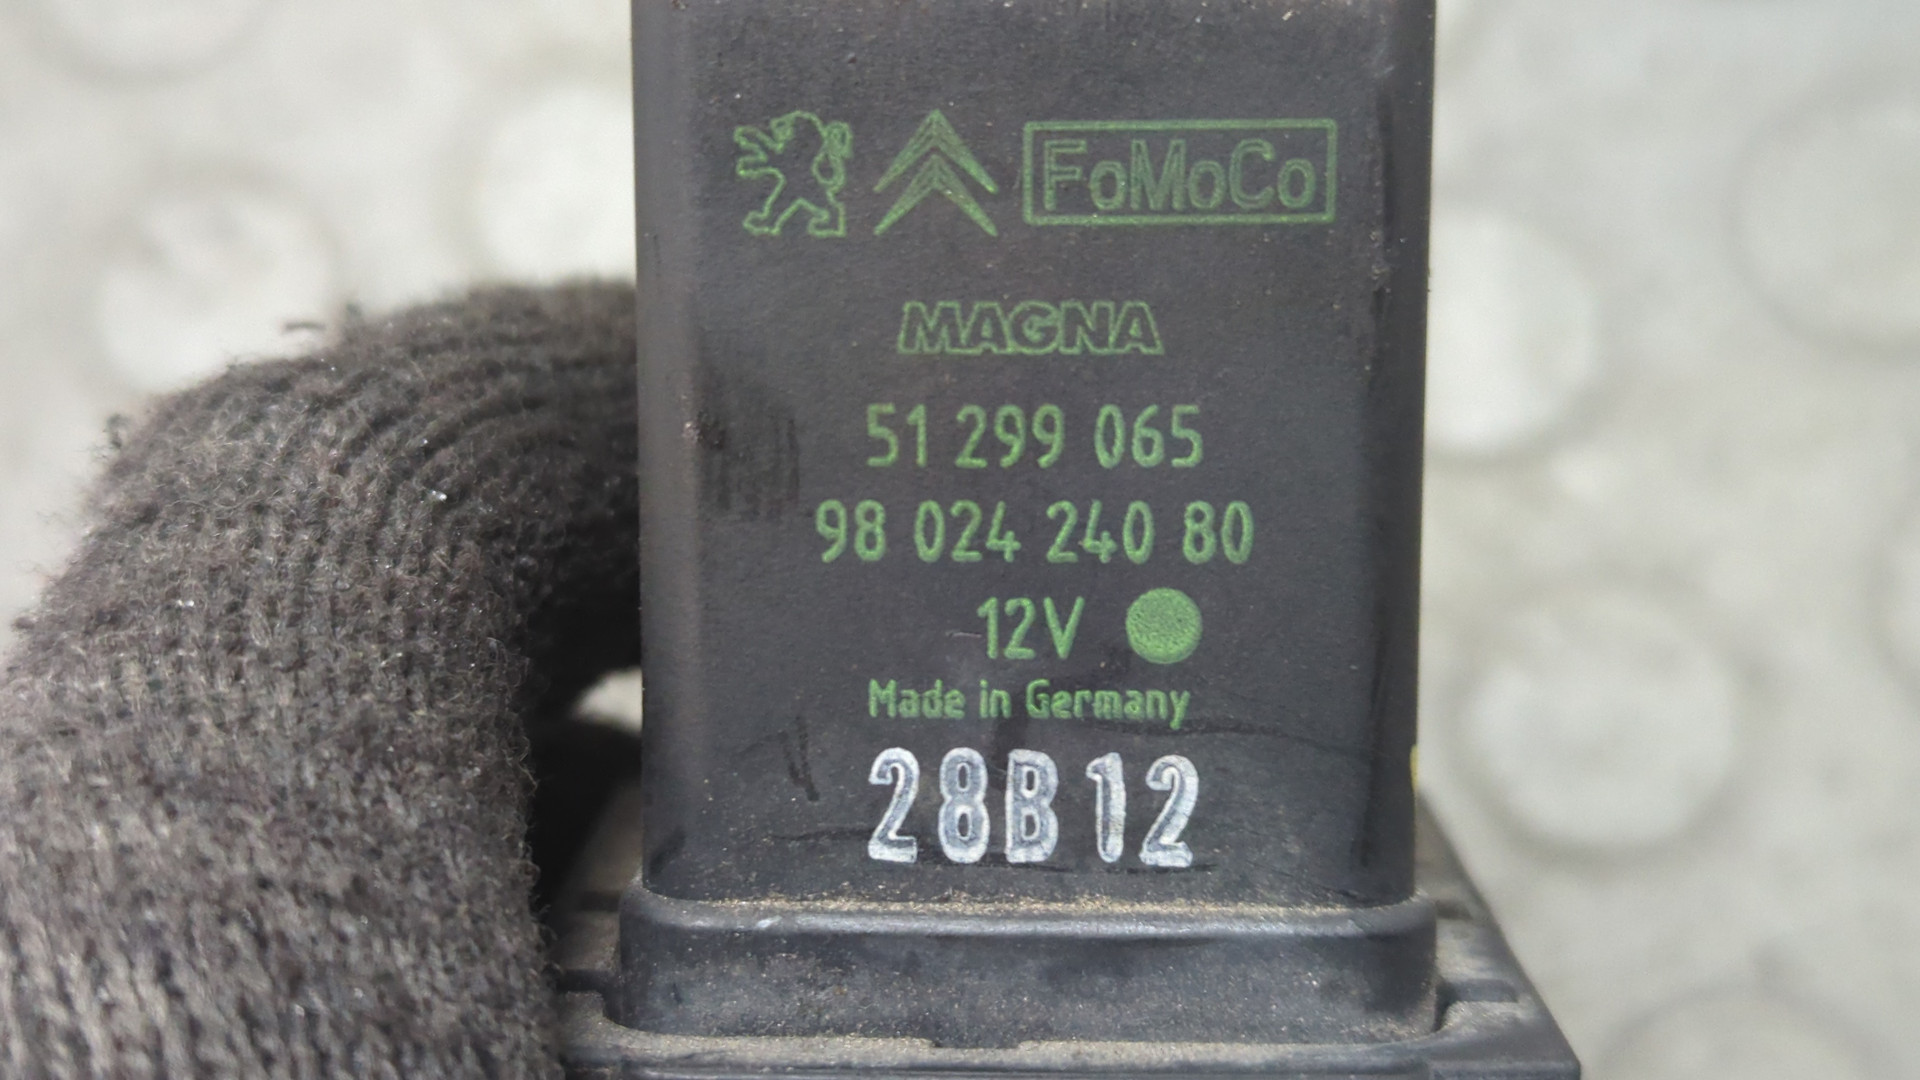 FoMoCo
MAGNA
51 299 065
98 024 240 80
12V
Made in Germany
28B12